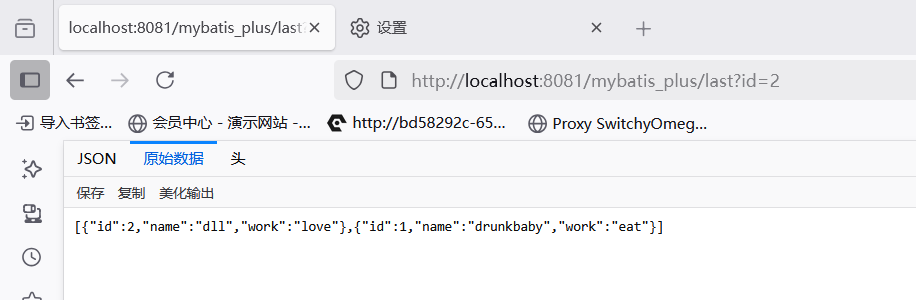 localhost:8081/mybatis_plus/last?
设置
http://localhost:8081/mybatis_plus/last?id=2
导入书签... 会员中心 - 演示网站 -... http://bd58292c-65... Proxy SwitchyOmeg...
JSON 原始数据 头
保存 复制 美化输出
[{"id":2,"name":"dll","work":"love"},{"id":1,"name":"drunkbaby","work":"eat"}]